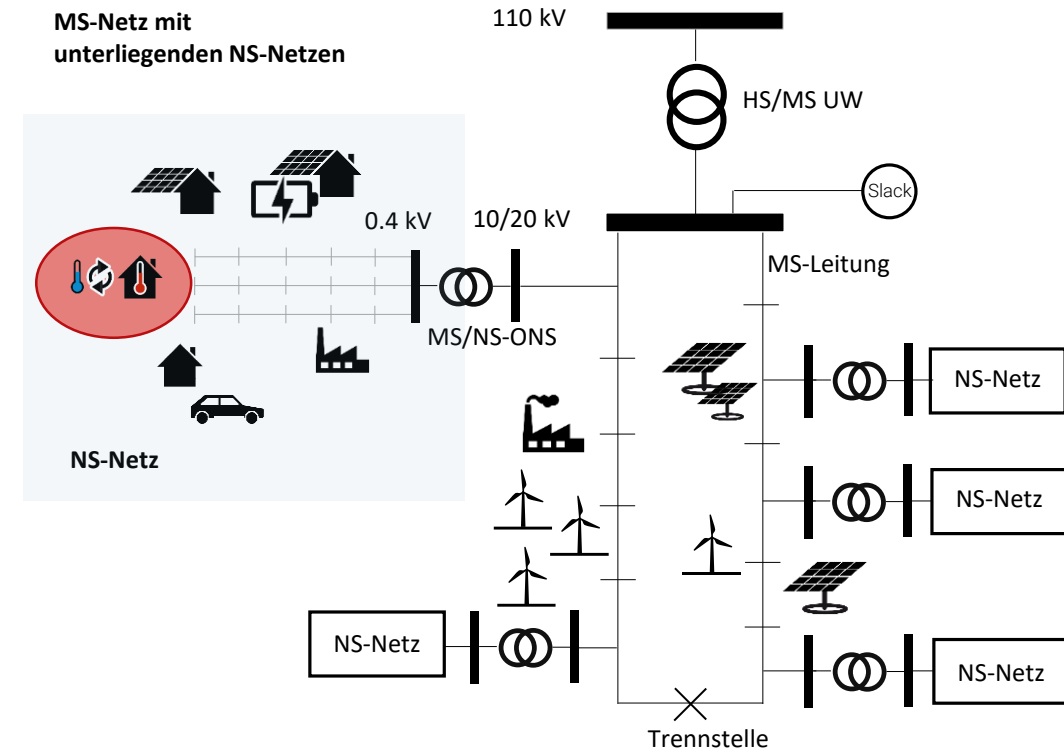 MS-Netz mit
unterliegenden NS-Netzen
110 kV
HS/MS UW
Slack
0.4 kV
10/20 kV
MS-Leitung
MS/NS-ONS
NS-Netz
NS-Netz
NS-Netz
NS-Netz
NS-Netz
Trennstelle